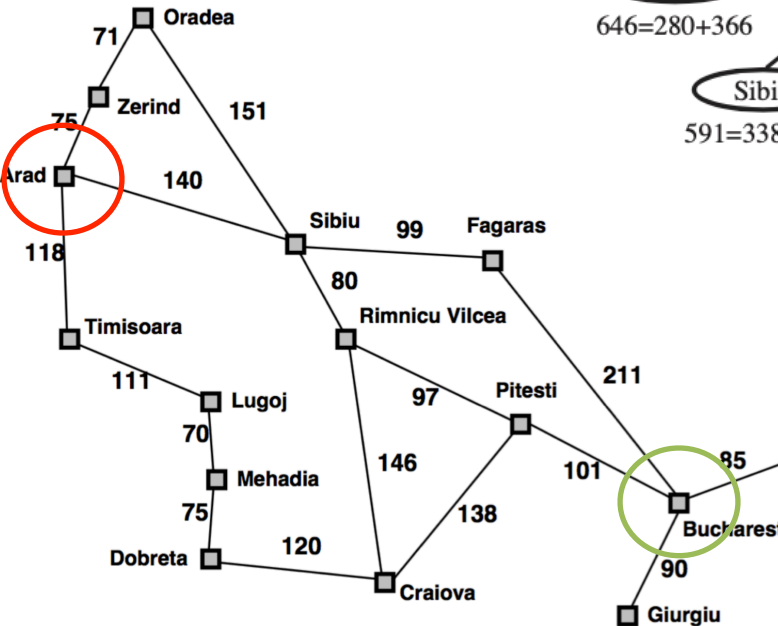 Oradea
71
646=280+366
Zerind
151
Sibi
75
591=338
Arad
140
Sibiu
99
Fagaras
118
80
Timisoara
Rimnicu Vilcea
111
211
Lugoj
97
Pitesti
70
146
101
85
Mehadia
75
138
Bucharest
Dobreta
120
90
Craiova
Giurgiu